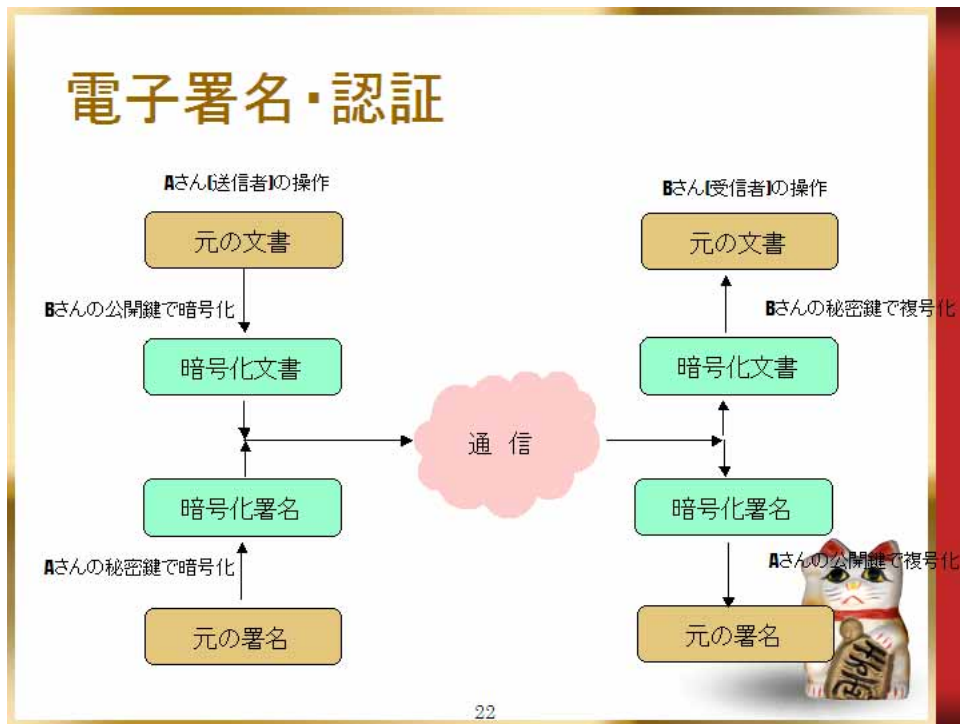 電子署名・認証
Aさん[送信者]の操作
元の文書
Bさんの公開鍵で暗号化
暗号化文書
暗号化署名
Aさんの秘密鍵で暗号化
元の署名
通 信
Bさん[受信者]の操作
元の文書
Bさんの秘密鍵で複号化
暗号化文書
暗号化署名
Aさんの公開鍵で複号化
元の署名
22